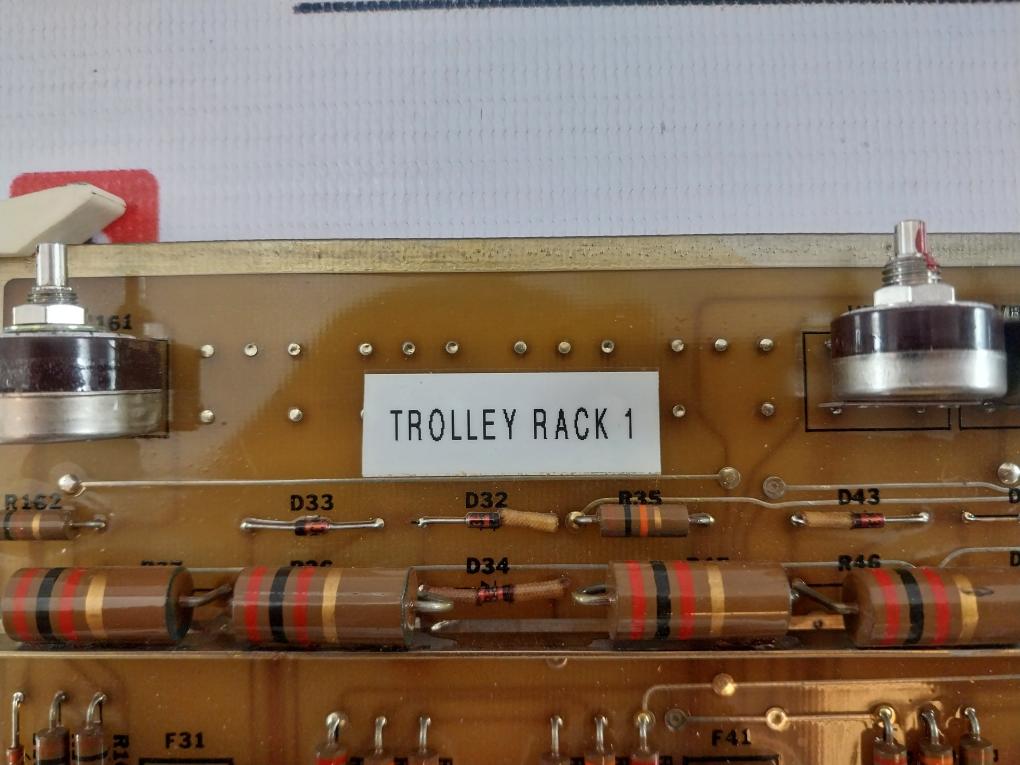 TROLLEY RACK 1
R162
D33
D32
R35
D43
D34
R46
F31
F41